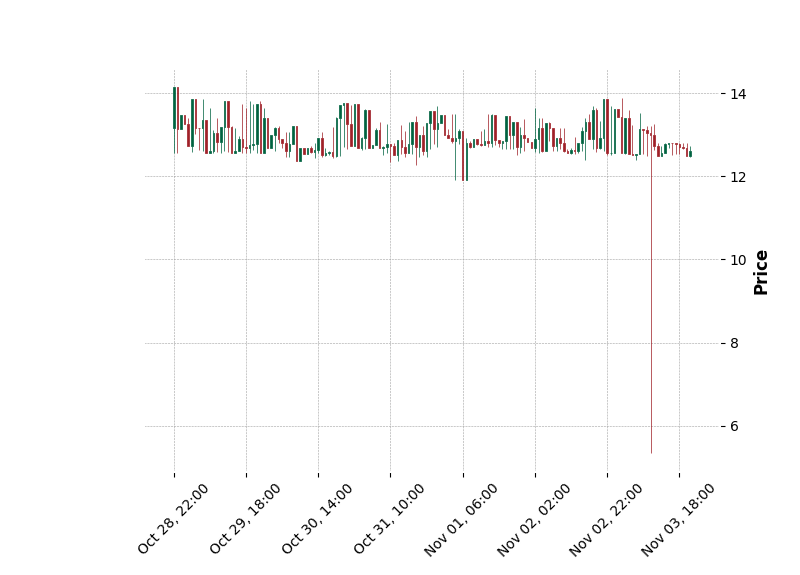 14
12
10
8
6
Price
Oct 28, 22:00
Oct 29, 18:00
Oct 30, 14:00
Oct 31, 10:00
Nov 01, 06:00
Nov 02, 02:00
Nov 02, 22:00
Nov 03, 18:00